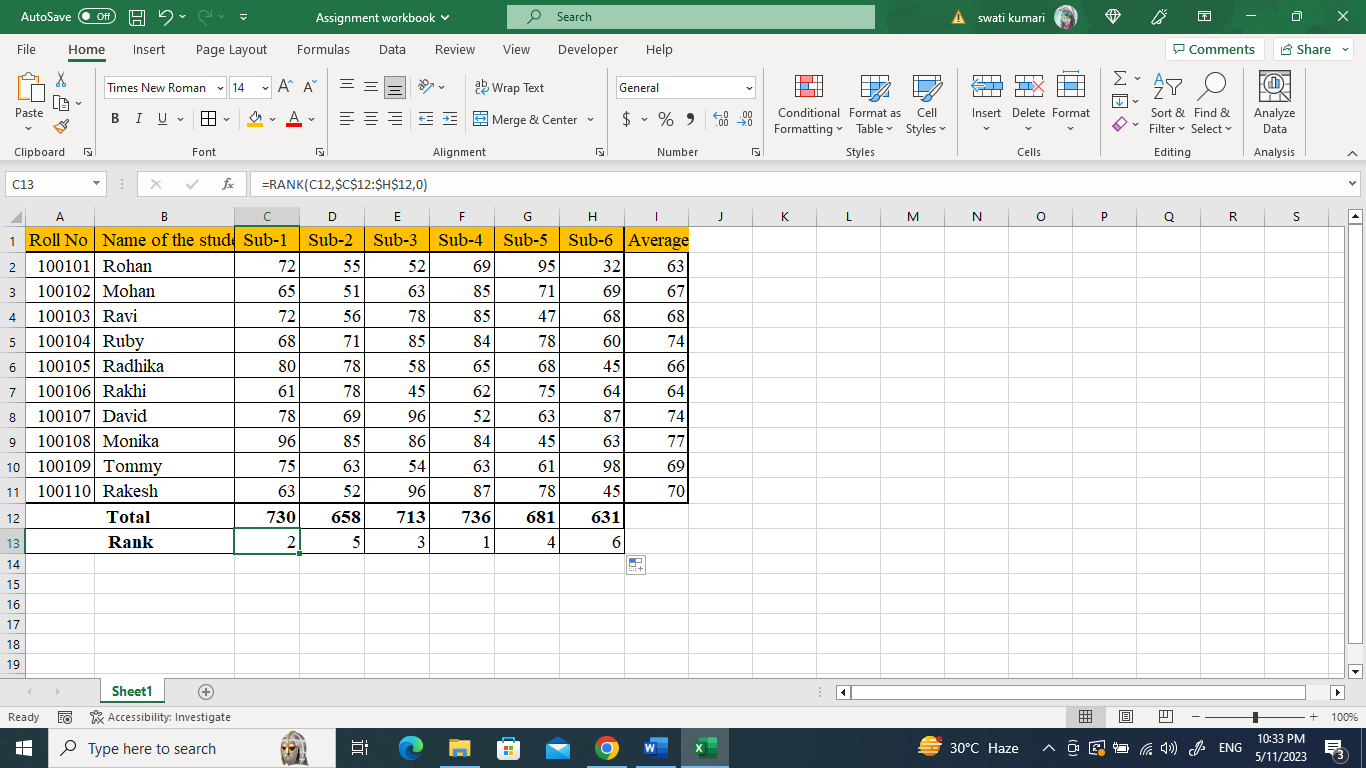 AutoSave Off Assignment workbook Search swati kumari
File Home Insert Page Layout Formulas Data Review View Developer Help Comments Share
Paste Times New Roman 14 A A Wrap Text General Conditional Formatting Format as Table Cell Styles Insert Delete Format Sort & Filter Find & Select Analyze Data
B I U A Merge & Center $ % 9 .00 .00
Clipboard Font Alignment Number Styles Cells Editing Analysis
C13 fx =RANK(C12,$C$12:$H$12,0)
A B C D E F G H I J K L M N O P Q R S
1 Roll No Name of the stude Sub-1 Sub-2 Sub-3 Sub-4 Sub-5 Sub-6 Average
2 100101 Rohan 72 55 52 69 95 32 63
3 100102 Mohan 65 51 63 85 71 69 67
4 100103 Ravi 72 56 78 85 47 68 68
5 100104 Ruby 68 71 85 84 78 60 74
6 100105 Radhika 80 78 58 65 68 45 66
7 100106 Rakhi 61 78 45 62 75 64 64
8 100107 David 78 69 96 52 63 87 74
9 100108 Monika 96 85 86 84 45 63 77
10 100109 Tommy 75 63 54 63 61 98 69
11 100110 Rakesh 63 52 96 87 78 45 70
12 Total 730 658 713 736 681 631
13 Rank 2 5 3 1 4 6
14
15
16
17
18
19
Sheet1
Ready Accessibility: Investigate 100%
Type here to search 30°C Haze ENG 10:33 PM
5/11/2023 3